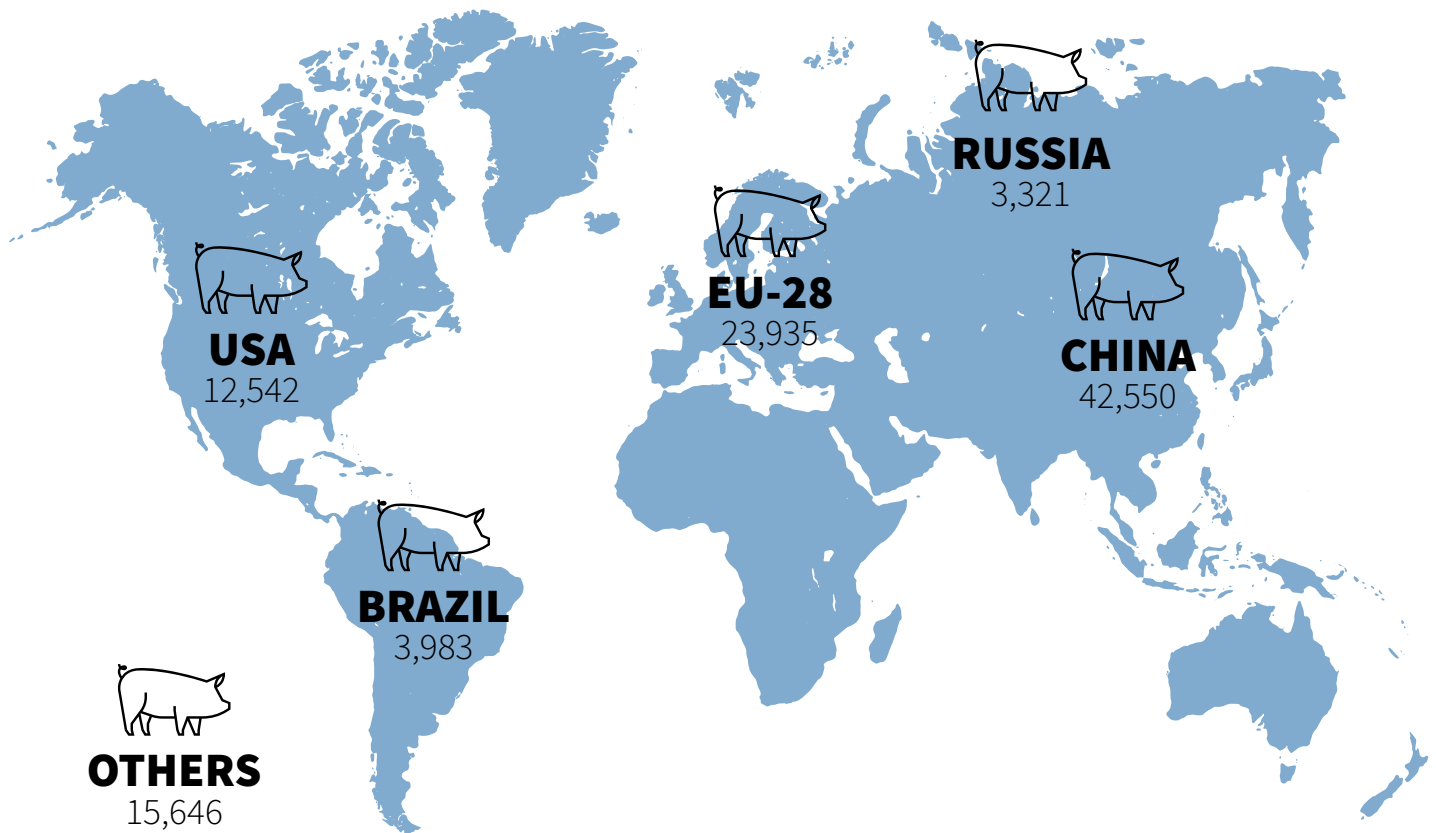 RUSSIA
3,321
EU-28
23,935
USA
12,542
CHINA
42,550
BRAZIL
3,983
OTHERS
15,646